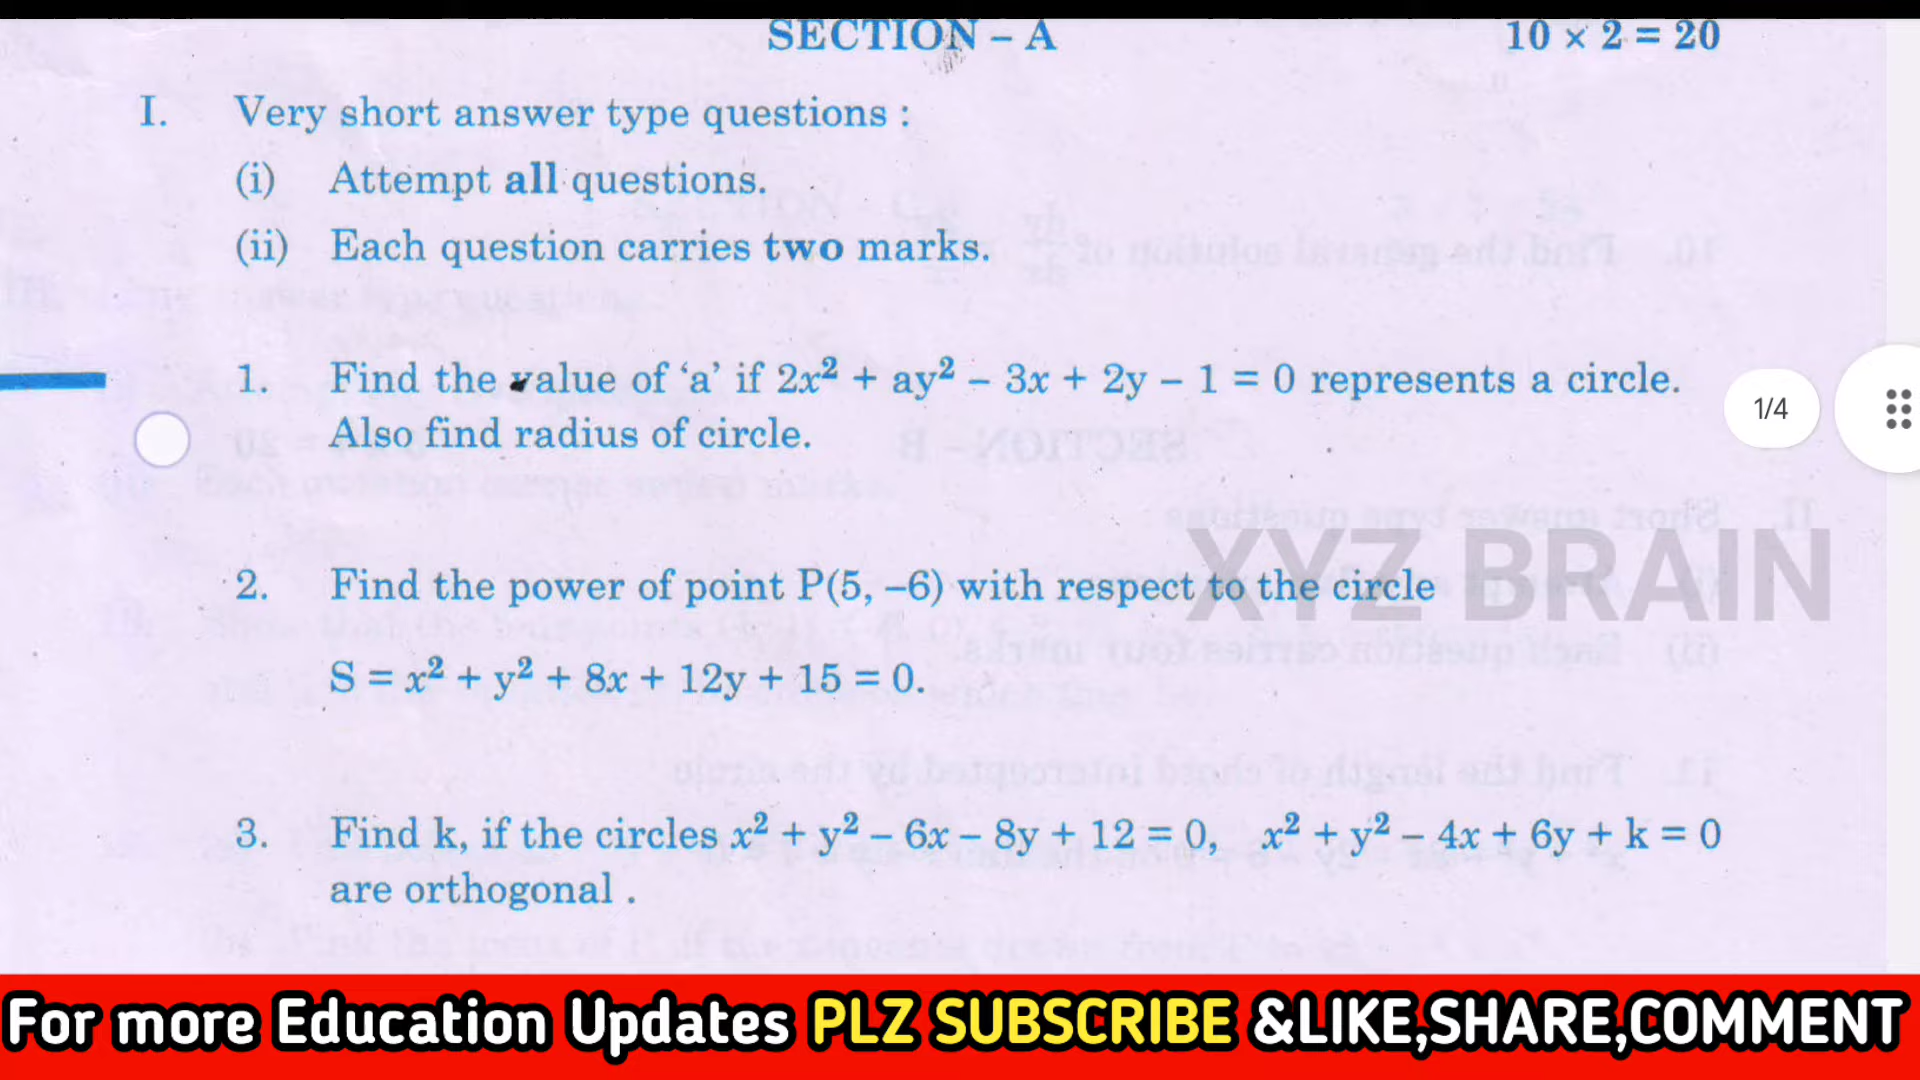 SECTION – A 10 × 2 = 20
I. Very short answer type questions :
(i) Attempt all questions.
(ii) Each question carries two marks.
1. Find the value of ‘a’ if 2x² + ay² – 3x + 2y – 1 = 0 represents a circle.
Also find radius of circle.
1/4
XYZ BRAIN
2. Find the power of point P(5, –6) with respect to the circle
S = x² + y² + 8x + 12y + 15 = 0.
3. Find k, if the circles x² + y² – 6x – 8y + 12 = 0, x² + y² – 4x + 6y + k = 0
are orthogonal .
For more Education Updates PLZ SUBSCRIBE &LIKE,SHARE,COMMENT